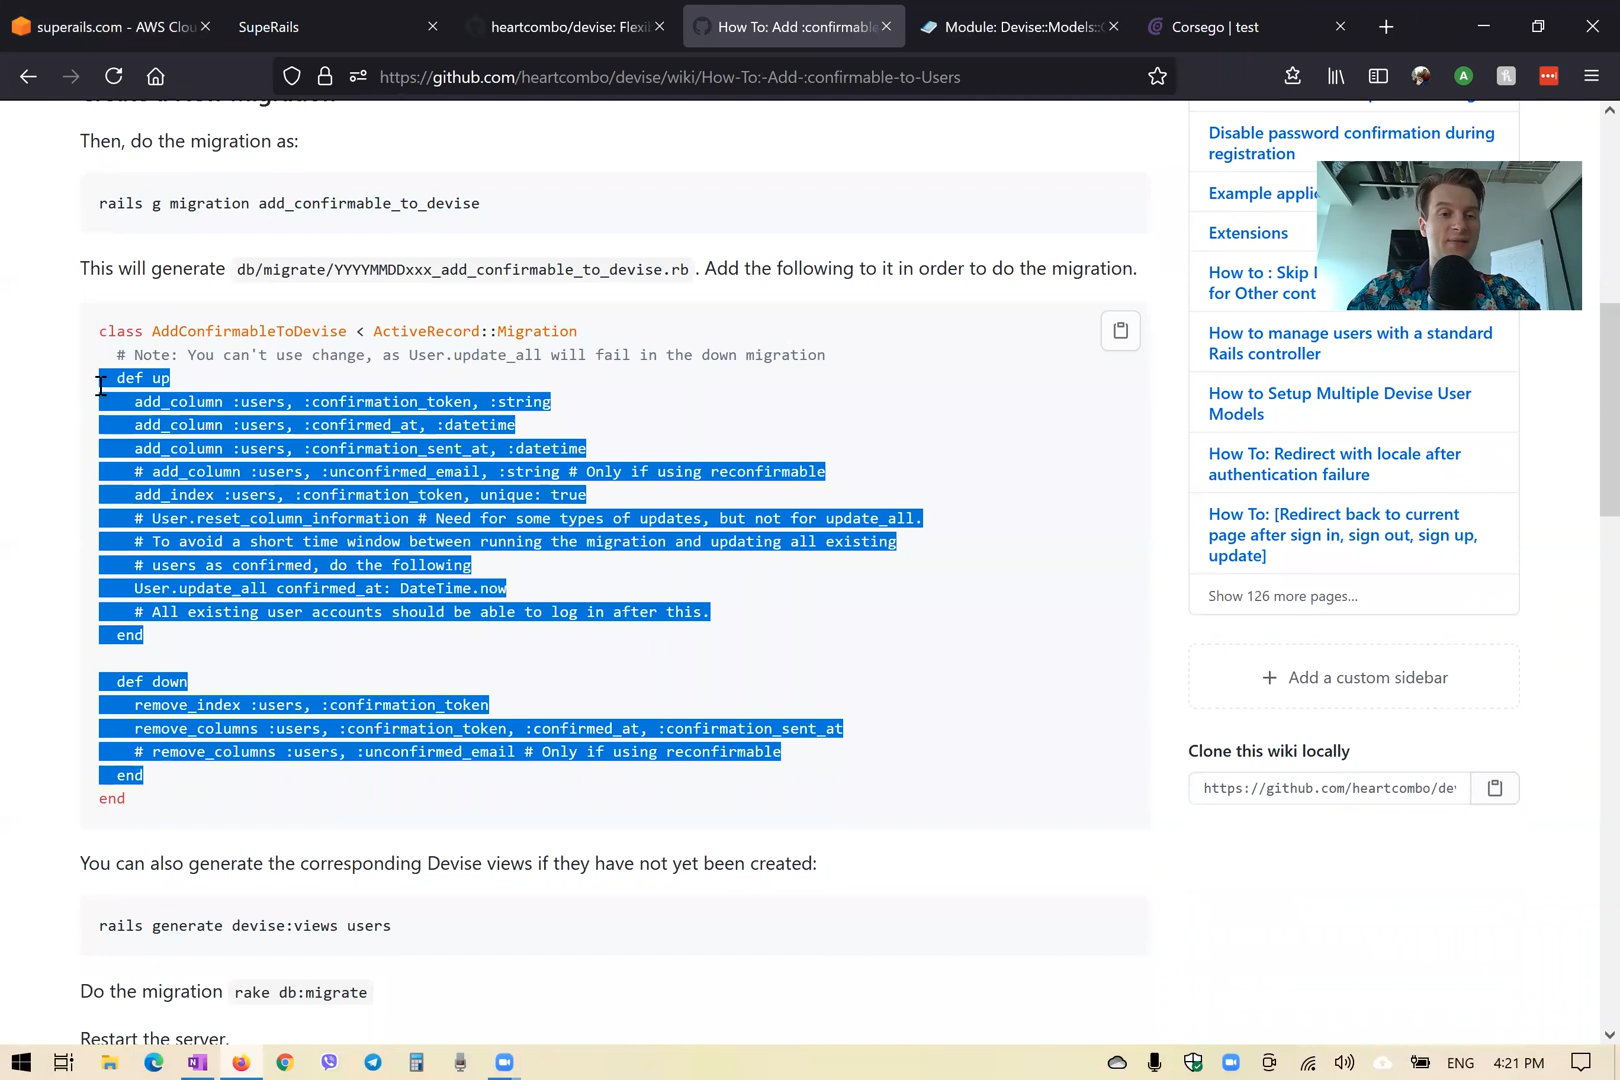 superails.com - AWS Clou
SupeRails
heartcombo/devise: Flexi
How To: Add :confirmable
Module: Devise::Models::
Corsego | test
https://github.com/heartcombo/devise/wiki/How-To:-Add-:confirmable-to-Users
Then, do the migration as:
rails g migration add_confirmable_to_devise
This will generate db/migrate/YYYYMMDDxxx_add_confirmable_to_devise.rb . Add the following to it in order to do the migration.
class AddConfirmableToDevise < ActiveRecord::Migration
# Note: You can't use change, as User.update_all will fail in the down migration
def up
add_column :users, :confirmation_token, :string
add_column :users, :confirmed_at, :datetime
add_column :users, :confirmation_sent_at, :datetime
# add_column :users, :unconfirmed_email, :string # Only if using reconfirmable
add_index :users, :confirmation_token, unique: true
# User.reset_column_information # Need for some types of updates, but not for update_all.
# To avoid a short time window between running the migration and updating all existing
# users as confirmed, do the following
User.update_all confirmed_at: DateTime.now
# All existing user accounts should be able to log in after this.
end
def down
remove_index :users, :confirmation_token
remove_columns :users, :confirmation_token, :confirmed_at, :confirmation_sent_at
# remove_columns :users, :unconfirmed_email # Only if using reconfirmable
end
end
You can also generate the corresponding Devise views if they have not yet been created:
rails generate devise:views users
Do the migration rake db:migrate
Restart the server.
Disable password confirmation during
registration
Example
Extensions
How to : Skip
for Other
How to manage users with a standard
Rails controller
How to Setup Multiple Devise User
Models
How To: Redirect with locale after
authentication failure
How To: [Redirect back to current
page after sign in, sign out, sign up,
update]
Show 126 more pages...
Add a custom sidebar
Clone this wiki locally
https://github.com/heartcombo/de
ENG
4:21 PM